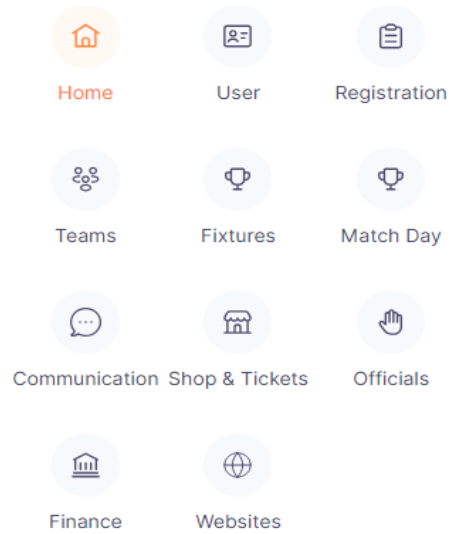 Home
User
Registration
Teams
Fixtures
Match Day
Communication
Shop & Tickets
Officials
Finance
Websites